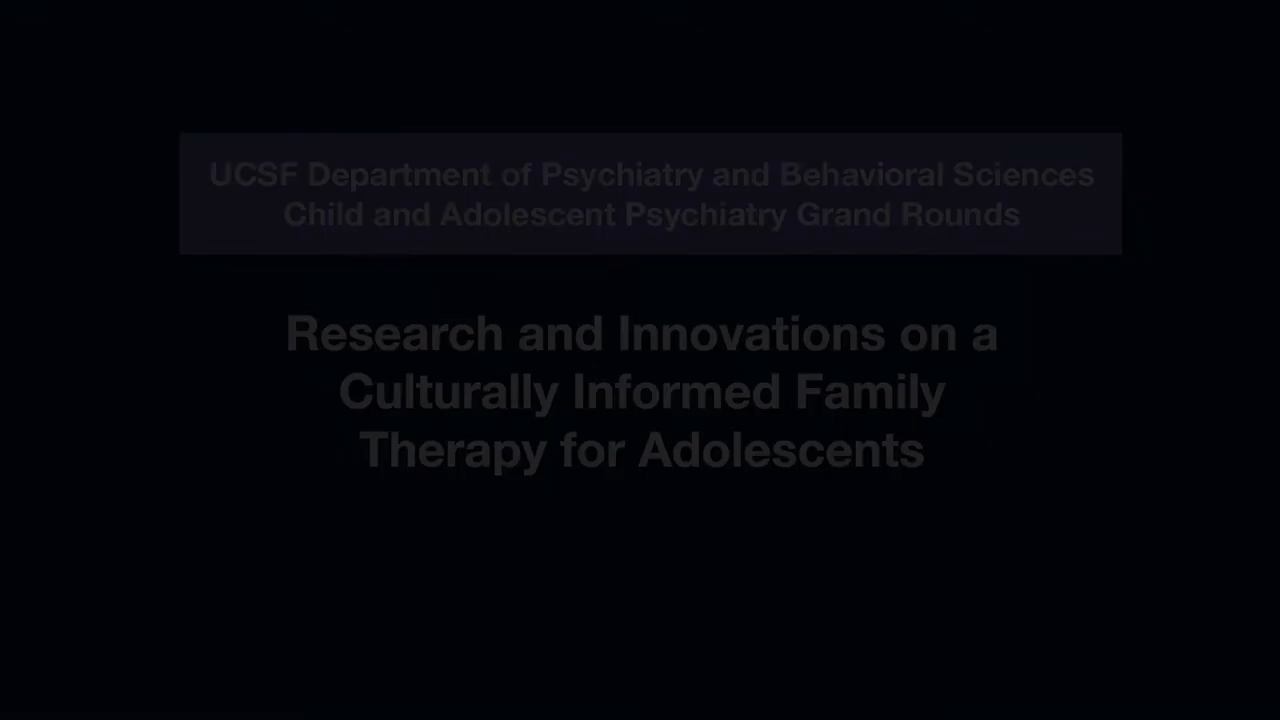 UCSF Department of Psychiatry and Behavioral Sciences
Child and Adolescent Psychiatry Grand Rounds
Research and Innovations on a
Culturally Informed Family
Therapy for Adolescents